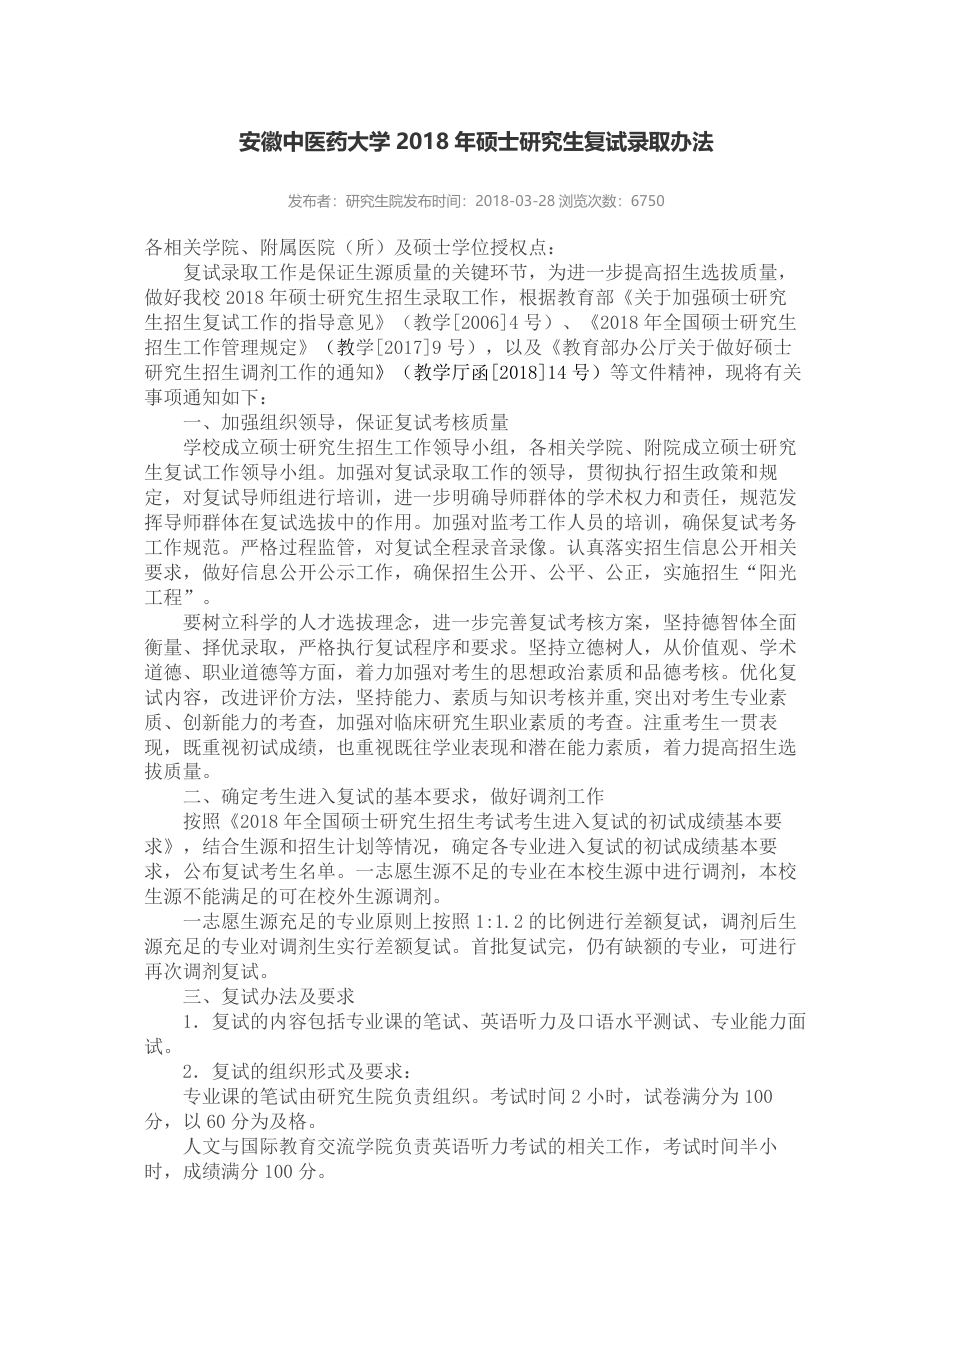 安徽中医药大学 2018 年硕士研究生复试录取办法
发布者：研究生院发布时间：2018-03-28 浏览次数：6750
各相关学院、附属医院（所）及硕士学位授权点：
复试录取工作是保证生源质量的关键环节，为进一步提高招生选拔质量，
做好我校 2018 年硕士研究生招生录取工作，根据教育部《关于加强硕士研究
生招生复试工作的指导意见》（教学[2006]4 号）、《2018 年全国硕士研究生
招生工作管理规定》（教学[2017]9 号），以及《教育部办公厅关于做好硕士
研究生招生调剂工作的通知》（教学厅函[2018]14 号）等文件精神，现将有关
事项通知如下：
一、加强组织领导，保证复试考核质量
学校成立硕士研究生招生工作领导小组，各相关学院、附院成立硕士研究
生复试工作领导小组。加强对复试录取工作的领导，贯彻执行招生政策和规
定，对复试导师组进行培训，进一步明确导师群体的学术权力和责任，规范发
挥导师群体在复试选拔中的作用。加强对监考工作人员的培训，确保复试考务
工作规范。严格过程监管，对复试全程录音录像。认真落实招生信息公开相关
要求，做好信息公开公示工作，确保招生公开、公平、公正，实施招生“阳光
工程”。
要树立科学的人才选拔理念，进一步完善复试考核方案，坚持德智体全面
衡量、择优录取，严格执行复试程序和要求。坚持立德树人，从价值观、学术
道德、职业道德等方面，着力加强对考生的思想政治素质和品德考核。优化复
试内容，改进评价方法，坚持能力、素质与知识考核并重,突出对考生专业素
质、创新能力的考查，加强对临床研究生职业素质的考查。注重考生一贯表
现，既重视初试成绩，也重视既往学业表现和潜在能力素质，着力提高招生选
拔质量。
二、确定考生进入复试的基本要求，做好调剂工作
按照《2018 年全国硕士研究生招生考试考生进入复试的初试成绩基本要
求》，结合生源和招生计划等情况，确定各专业进入复试的初试成绩基本要
求，公布复试考生名单。一志愿生源不足的专业在本校生源中进行调剂，本校
生源不能满足的可在校外生源调剂。
一志愿生源充足的专业原则上按照 1:1.2 的比例进行差额复试，调剂后生
源充足的专业对调剂生实行差额复试。首批复试完，仍有缺额的专业，可进行
再次调剂复试。
三、复试办法及要求
1．复试的内容包括专业课的笔试、英语听力及口语水平测试、专业能力面
试。
2．复试的组织形式及要求：
专业课的笔试由研究生院负责组织。考试时间 2 小时，试卷满分为 100
分，以 60 分为及格。
人文与国际教育交流学院负责英语听力考试的相关工作，考试时间半小
时，成绩满分 100 分。